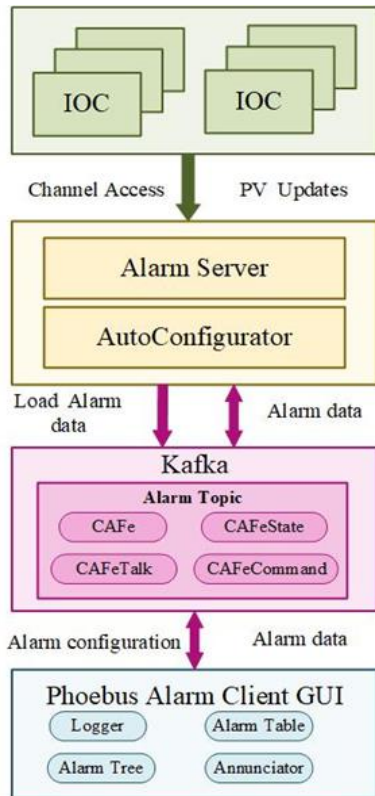 IOC IOC
Channel Access PV Updates
Alarm Server
AutoConfigurator
Load Alarm Alarm data
data
Kafka
Alarm Topic
CAFe CAFeState
CAFeTalk CAFeCommand
Alarm configuration Alarm data
Phoebus Alarm Client GUI
Logger Alarm Table
Alarm Tree Annunciator